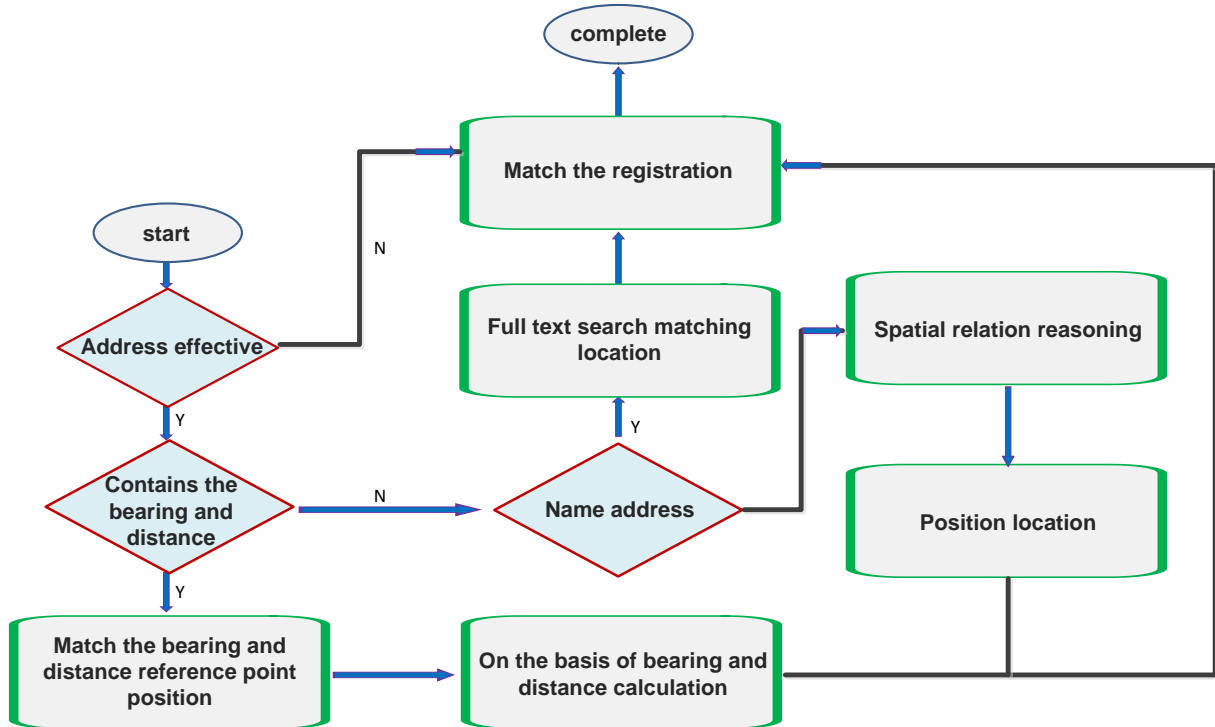 complete
Match the registration
start
N
Address effective
Full text search matching
location
Spatial relation reasoning
Y
Y
Contains the
bearing and
distance
N
Name address
Position location
Y
Match the bearing and
distance reference point
position
On the basis of bearing and
distance calculation